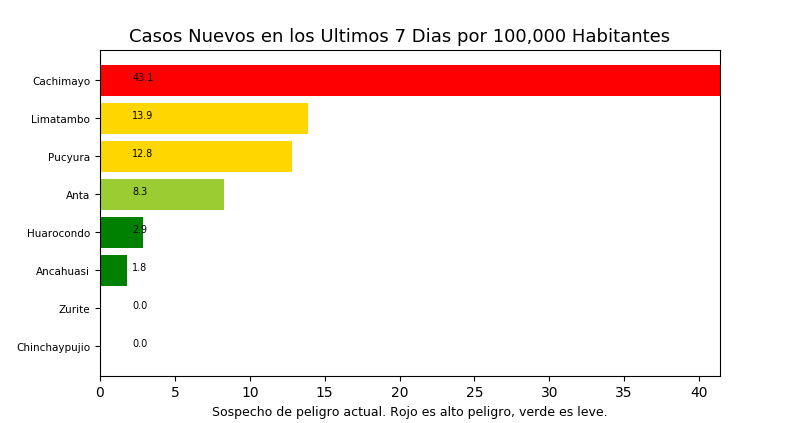 Casos Nuevos en los Ultimos 7 Dias por 100,000 Habitantes
Cachimayo 43.1
Limatambo 13.9
Pucyura 12.8
Anta 8.3
Huarocondo 2.9
Ancahuasi 1.8
Zurite 0.0
Chinchaypujio 0.0
0 5 10 15 20 25 30 35 40
Sospecho de peligro actual. Rojo es alto peligro, verde es leve.